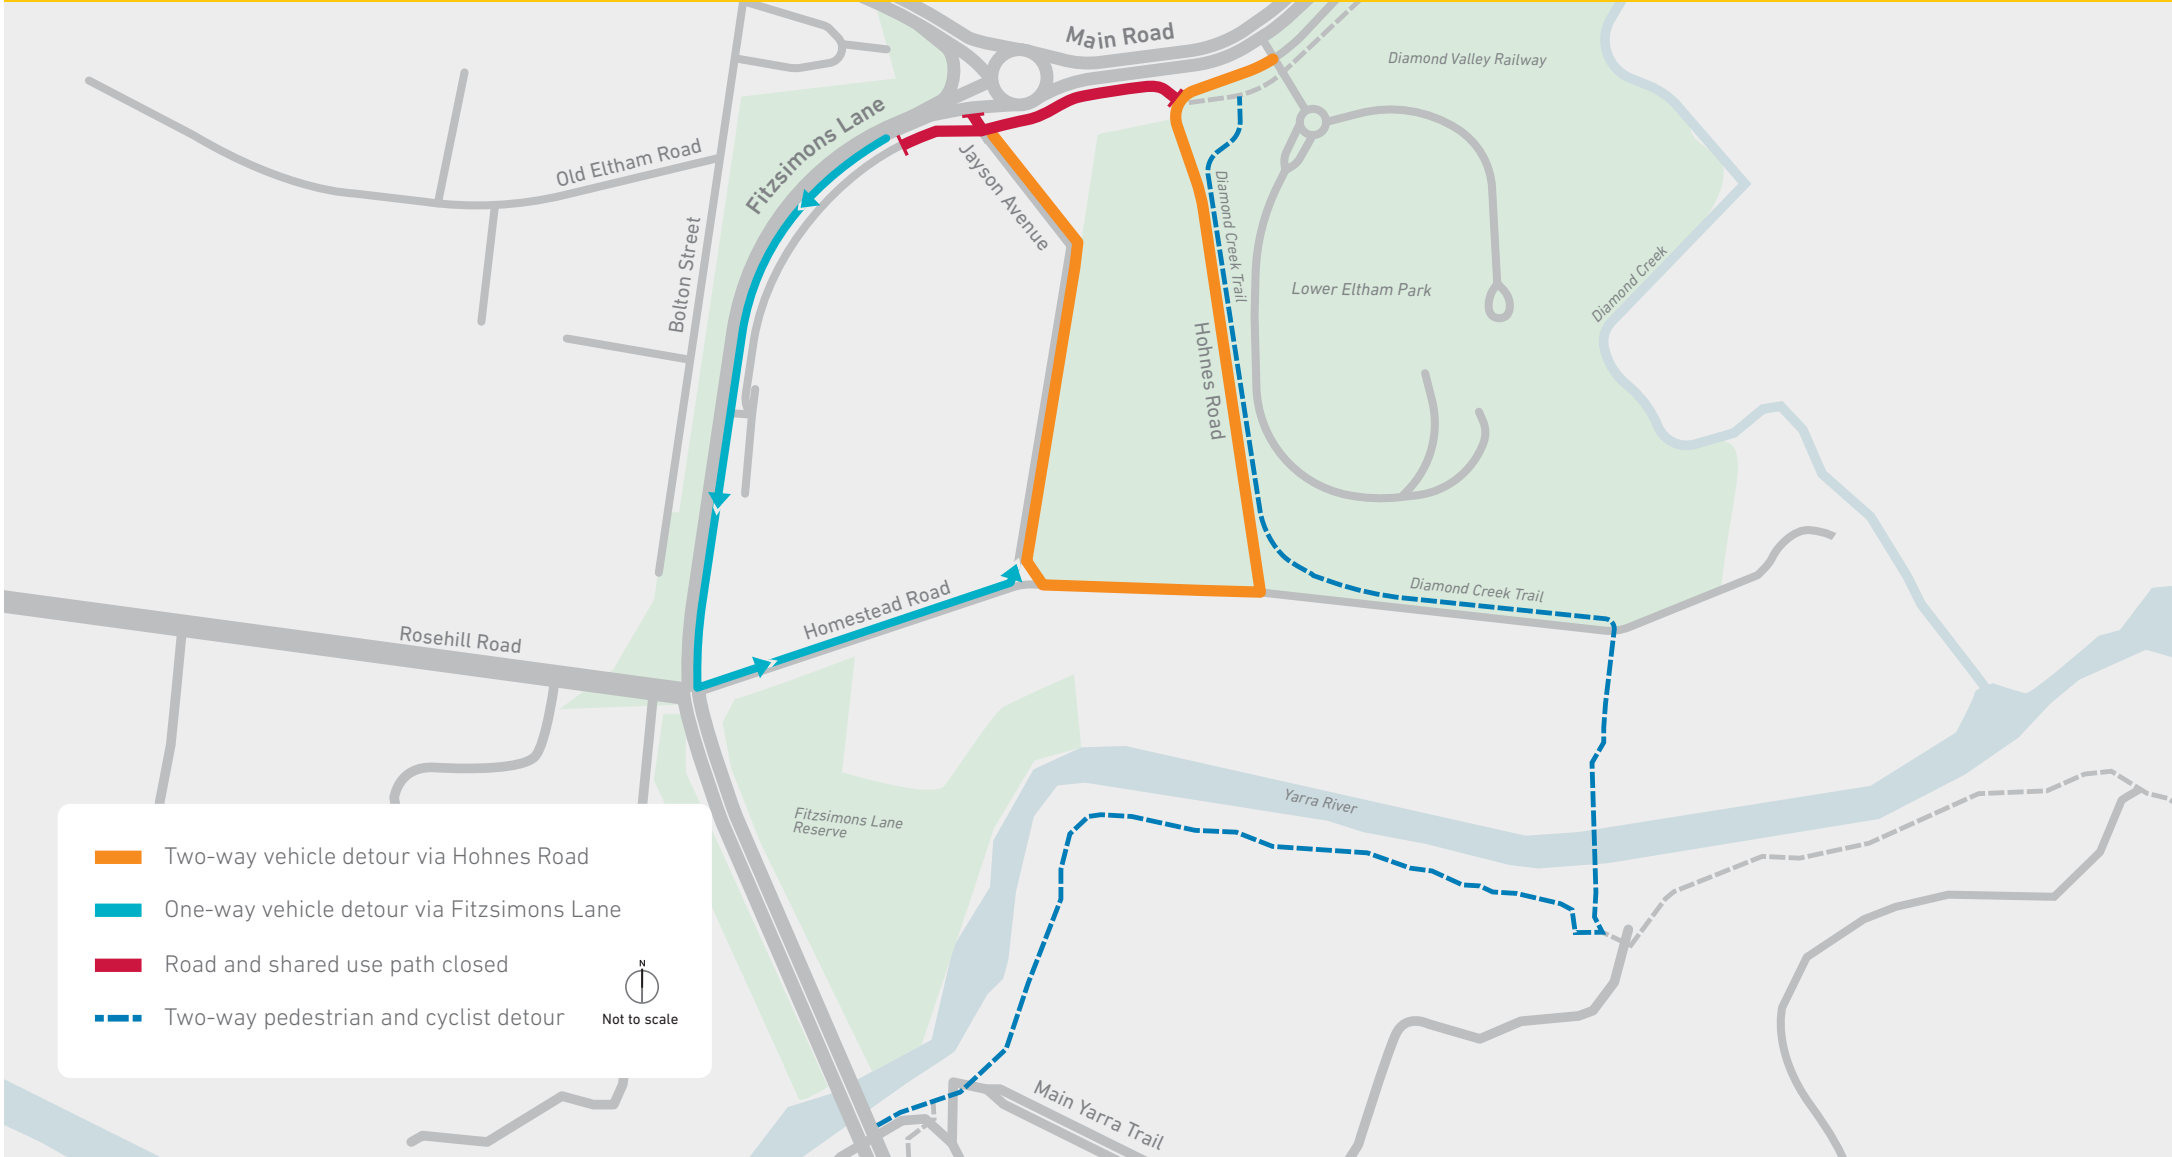 Main Road
Diamond Valley Railway
Fitzsimons Lane
Old Eltham Road
Jayson Avenue
Diamond Creek Trail
Bolton Street
Diamond Creek
Lower Eltham Park
Hohnes Road
Diamond Creek Trail
Homestead Road
Rosehill Road
Yarra River
Fitzsimons Lane
Reserve
Two-way vehicle detour via Hohnes Road
One-way vehicle detour via Fitzsimons Lane
Road and shared use path closed
N
Two-way pedestrian and cyclist detour
Not to scale
Main Yarra Trail